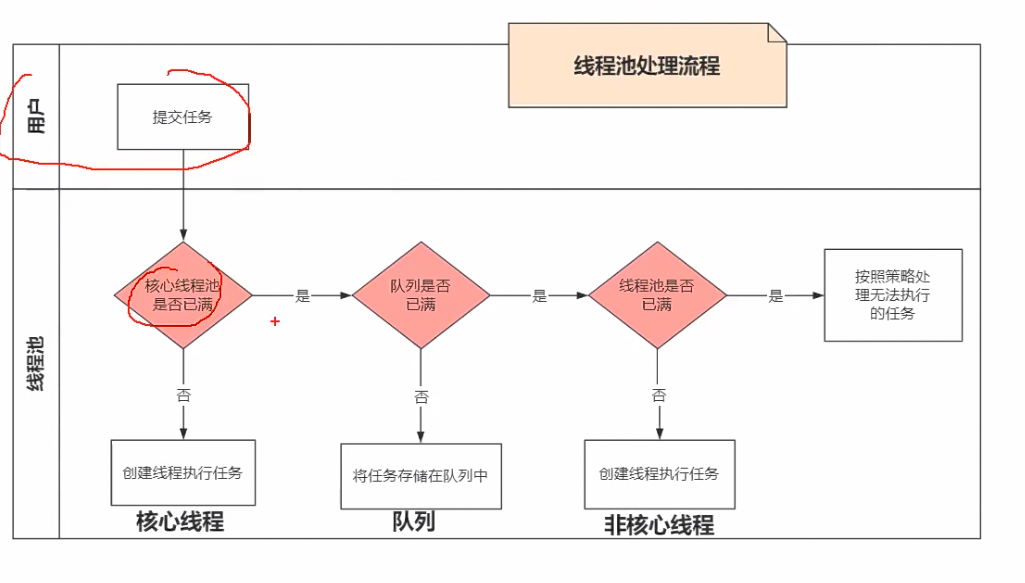 线程池处理流程
用户
提交任务
线程池
核心线程池
是否已满
是
队列是否
已满
是
线程池是否
已满
是
按照策略处
理无法执行
的任务
否
否
否
创建线程执行任务
将任务存储在队列中
创建线程执行任务
核心线程
队列
非核心线程